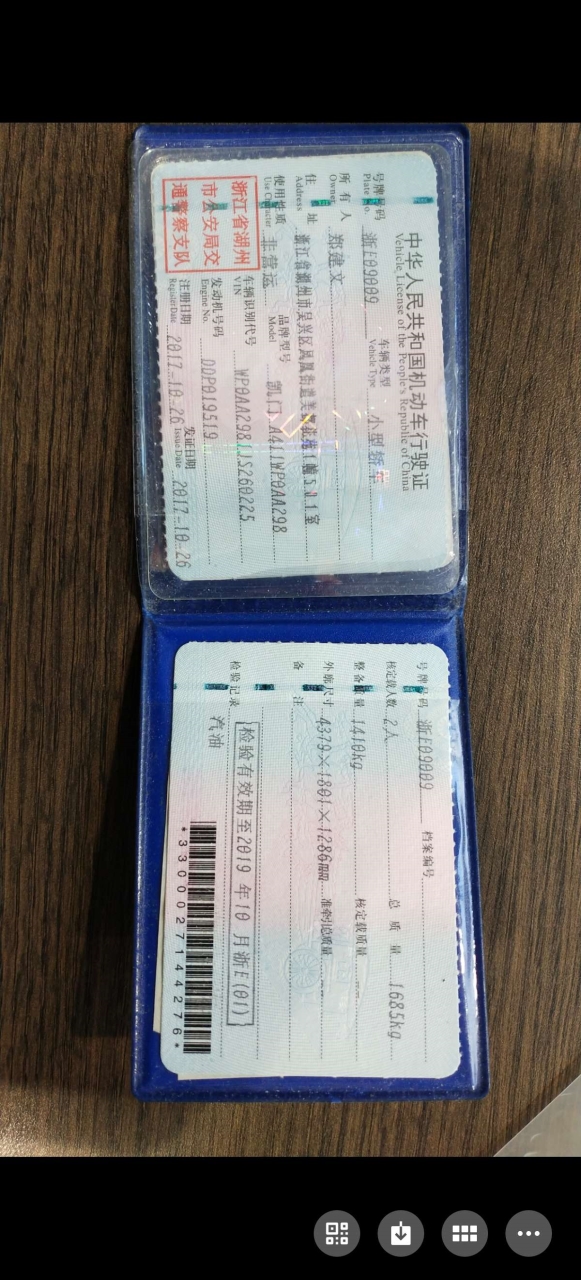 中华人民共和国机动车行驶证
Vehicle License of the People's Republic of China
号牌号码 浙E09009 车辆类型 小型轿车
Plate No. Vehicle Type
所有人 郑建文
Owner
住址 浙江省湖州市吴兴区凤凰街道
Address
使用性质 非营运 品牌型号
Use Character Model
浙江省湖州
市公安局交
通警察支队
车辆识别代号 WP0AA298
VIN
发动机号码 DDP019519
Engine No.
注册日期 2017-10-26 发证日期 2017-10-26
Register Date Issue Date
号牌号码 浙E09009 档案编号
核定载人数 2人 总质量 1685kg
整备质量 1410kg 核定载质量
外廓尺寸 4379×1801×1286mm 准牵引总质量
备注
检验记录 [检验有效期至2019年10月浙E(01)]
汽油
*3300027144276*